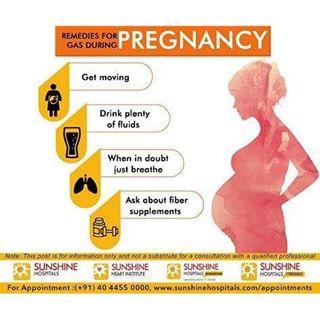 REMEDIES FOR
GAS DURING
PREGNANCY
Get moving
Drink plenty
of fluids
When in doubt
just breathe
Ask about fiber
supplements
Note: This post is for information only and not a substitute for a consultation with a qualified professional
SUNSHINE
HOSPITALS
SUNSHINE
HEART INSTITUTE
SUNSHINE
HOSPITALS
SUNSHINE
HOSPITALS
For Appointment :(+91) 40 4455 0000, www.sunshinehospitals.com/appointments